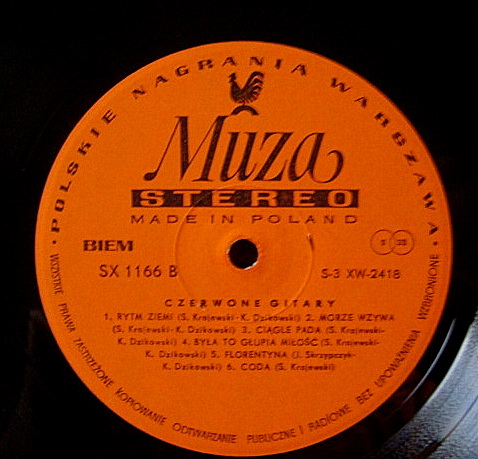 POLSKIE NAGRANIA WARSZAWA
Muza
STEREO
MADE IN POLAND
BIEM
SX 1166 B
S-3 XW-2418
S 33
CZERWONE GITARY
1. RYTM ZIEMI (S. Krajewski- K. Dzikowski) 2. MORZE WZYWA
(S. Krajewski-K. Dzikowski) 3. CIĄGLE PADA (S. Krajewski-
K. Dzikowski) 4. BYŁA TO GŁUPIA MIŁOŚĆ (S. Krajewski-
K. Dzikowski) 5. FLORENTYNA (J. Skrzypczyk-
K. Dzikowski) 6. CODA (S. Krajewski)
WSZYSTKIE PRAWA ZASTRZEŻONE KOPIOWANIE ODTWARZANIE PUBLICZNE I RADIOWE BEZ UPOWAŻNIENIA WZBRONIONE